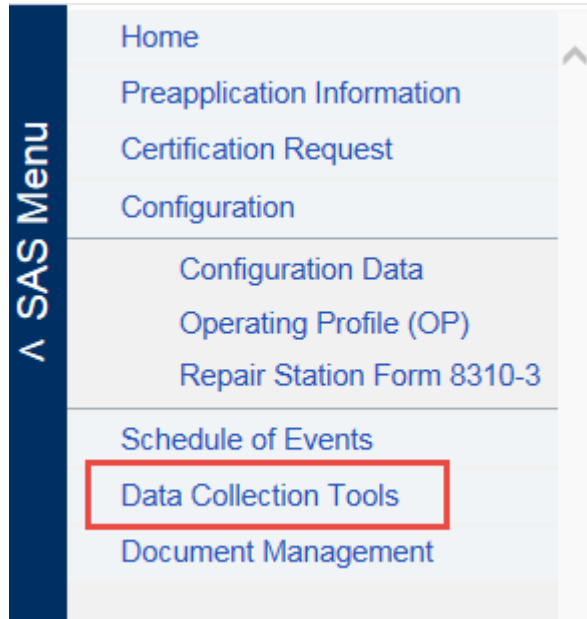 < SAS Menu
Home
Preapplication Information
Certification Request
Configuration
Configuration Data
Operating Profile (OP)
Repair Station Form 8310-3
Schedule of Events
Data Collection Tools
Document Management